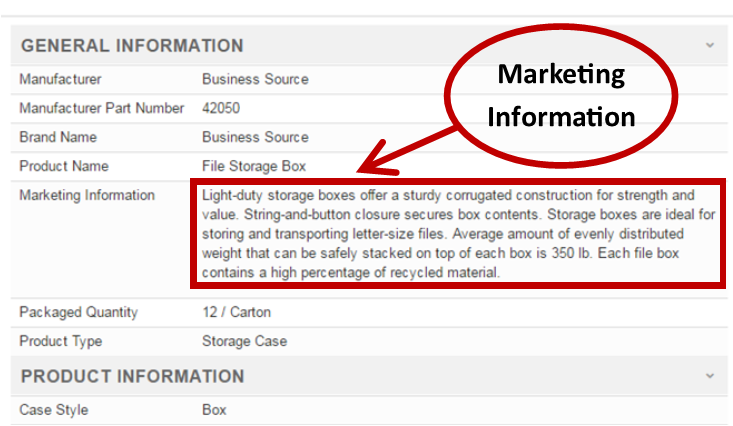 GENERAL INFORMATION
Marketing
Information
Manufacturer Business Source
Manufacturer Part Number 42050
Brand Name Business Source
Product Name File Storage Box
Marketing Information Light-duty storage boxes offer a sturdy corrugated construction for strength and
value. String-and-button closure secures box contents. Storage boxes are ideal for
storing and transporting letter-size files. Average amount of evenly distributed
weight that can be safely stacked on top of each box is 350 lb. Each file box
contains a high percentage of recycled material.
Packaged Quantity 12 / Carton
Product Type Storage Case
PRODUCT INFORMATION
Case Style Box